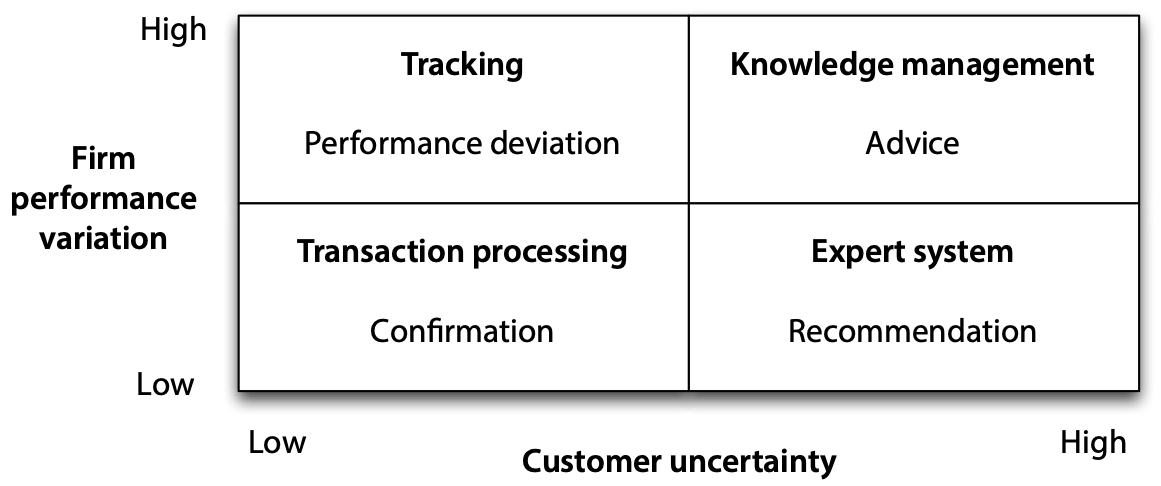 High
Tracking
Knowledge management
Performance deviation
Advice
Firm
performance
variation
Transaction processing
Expert system
Confirmation
Recommendation
Low
Low
High
Customer uncertainty